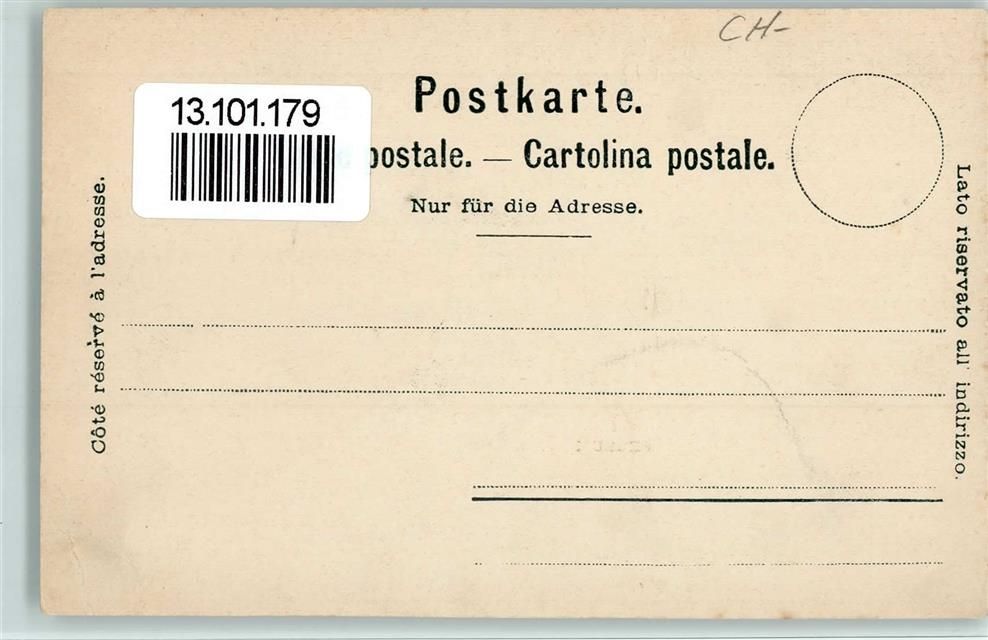 CH-
Postkarte.
13.101.179
postale. — Cartolina postale.
Nur für die Adresse.
Côté réservé à l'adresse.
Lato riservato all' indirizzo.